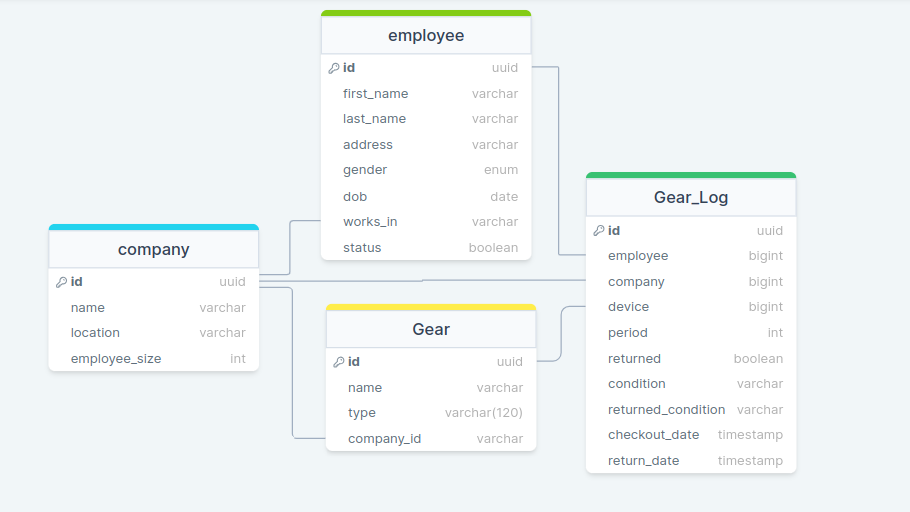 employee
id uuid
first_name varchar
last_name varchar
address varchar
gender enum
dob date
works_in varchar
status boolean
company
id uuid
name varchar
location varchar
employee_size int
Gear
id uuid
name varchar
type varchar(120)
company_id varchar
Gear_Log
id uuid
employee bigint
company bigint
device bigint
period int
returned boolean
condition varchar
returned_condition varchar
checkout_date timestamp
return_date timestamp